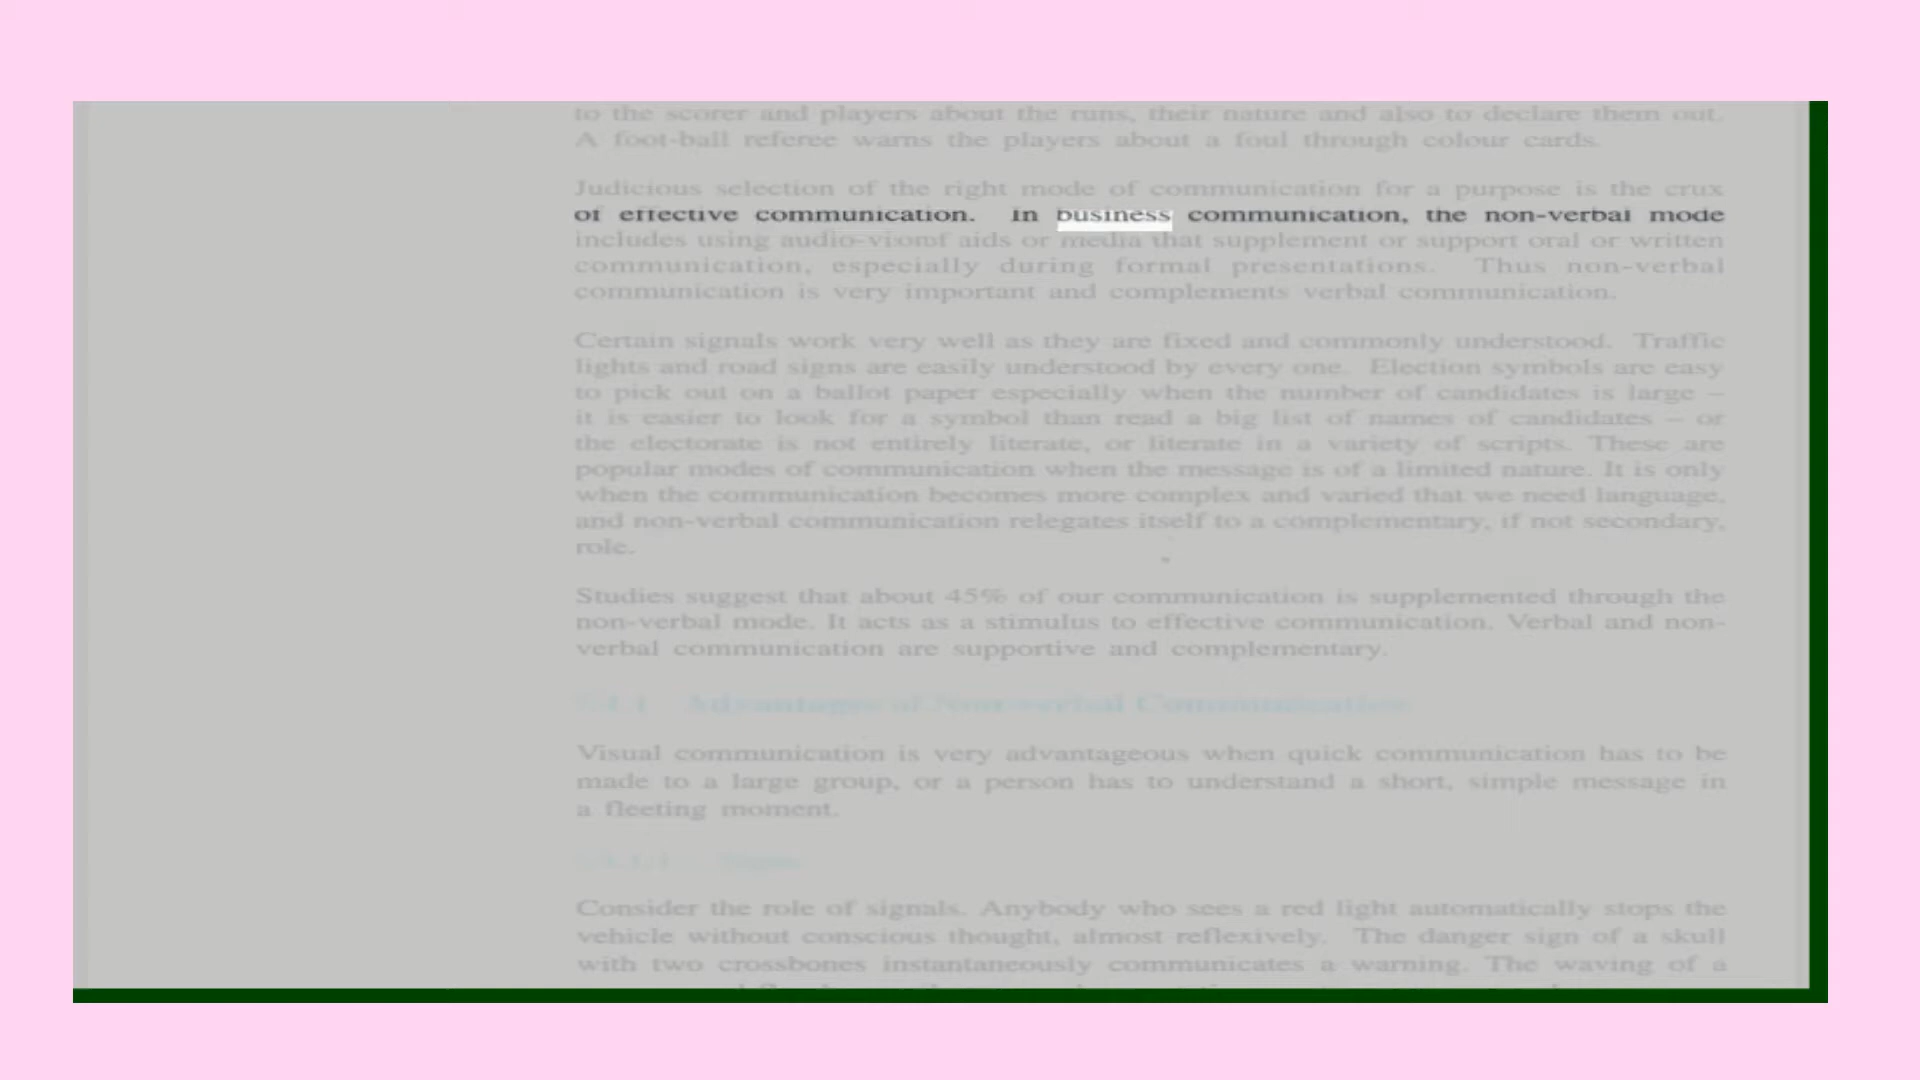 to the scorer and players about the runs, their nature and also to declare them out.
A foot-ball referee warns the players about a foul through colour cards.
Judicious selection of the right mode of communication for a purpose is the crux
of effective communication. In business communication, the non-verbal mode
includes using aids or media that supplement or support oral or written
communication, especially during formal presentations. Thus non-verbal
communication is very important and complements verbal communication.
Certain signals work very well as they are fixed and commonly understood. Traffic
lights and road signs are easily understood by every one. Election symbols are easy
to pick out on a ballot paper especially when the number of candidates is large –
it is easier to look for a symbol than read a big list of names of candidates – or
the electorate is not entirely literate, or literate in a variety of scripts. These are
popular modes of communication when the message is of a limited nature. It is only
when the communication becomes more complex and varied that we need language,
and non-verbal communication relegates itself to a complementary, if not secondary,
role.
Studies suggest that about 45% of our communication is supplemented through the
non-verbal mode. It acts as a stimulus to effective communication. Verbal and non-
verbal communication are supportive and complementary.
Advantages of Non-verbal Communication
Visual communication is very advantageous when quick communication has to be
made to a large group, or a person has to understand a short, simple message in
a fleeting moment.
Consider the role of signals. Anybody who sees a red light automatically stops the
vehicle without conscious thought, almost reflexively. The danger sign of a skull
with two crossbones instantaneously communicates a warning. The waving of a